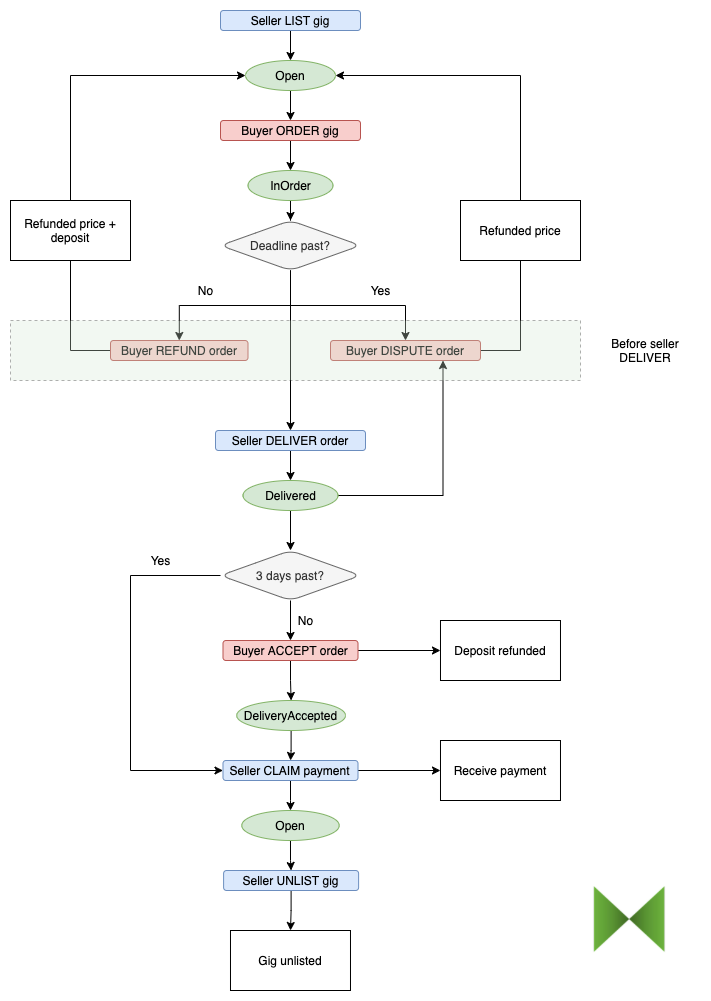 Seller LIST gig
Open
Buyer ORDER gig
InOrder
Refunded price +
deposit
Refunded price
Deadline past?
No
Yes
Buyer REFUND order
Buyer DISPUTE order
Before seller
DELIVER
Seller DELIVER order
Delivered
Yes
3 days past?
No
Buyer ACCEPT order
Deposit refunded
DeliveryAccepted
Seller CLAIM payment
Receive payment
Open
Seller UNLIST gig
Gig unlisted